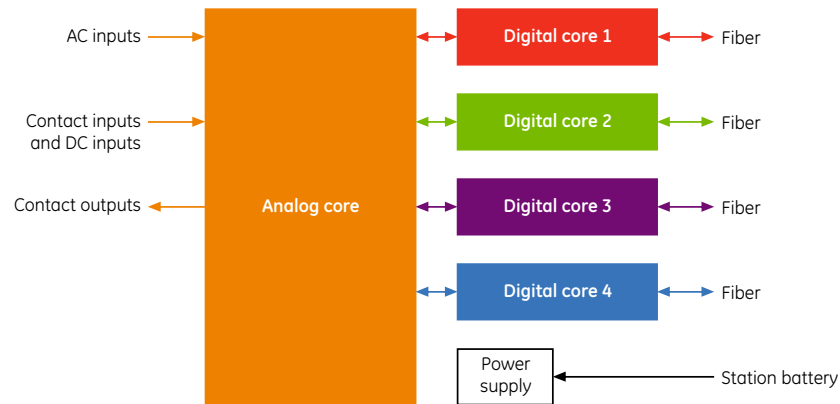 AC inputs
Digital core 1
Fiber
Contact inputs
and DC inputs
Digital core 2
Fiber
Contact outputs
Analog core
Digital core 3
Fiber
Digital core 4
Fiber
Power
supply
Station battery